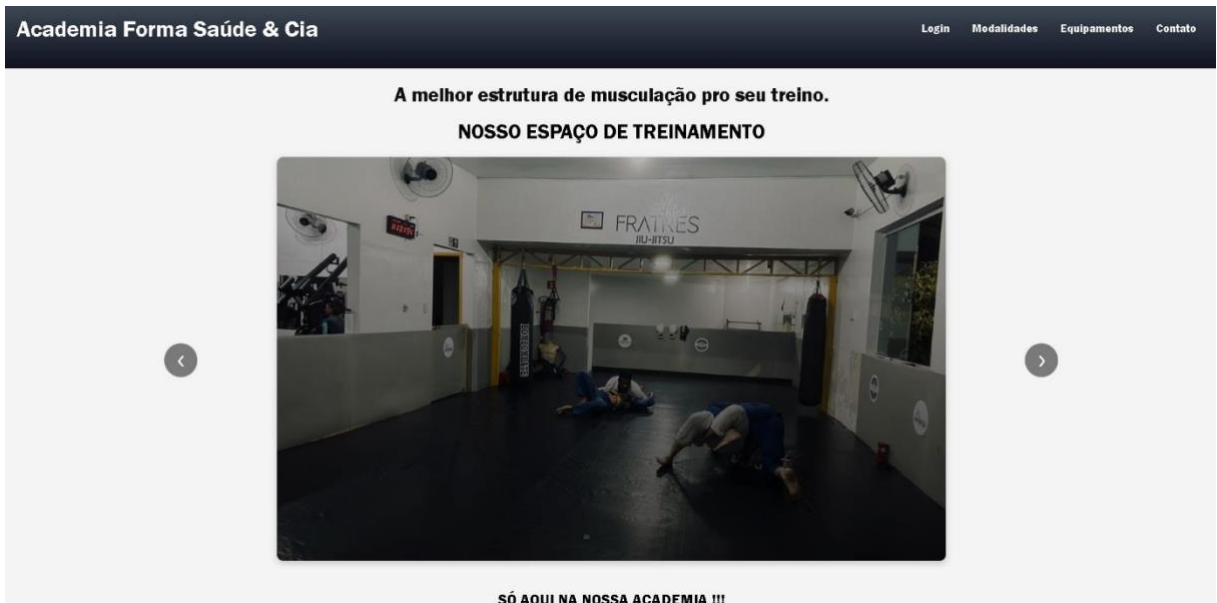 Academia Forma Saúde & Cia
Login Modalidades Equipamentos Contato
A melhor estrutura de musculação pro seu treino.
NOSSO ESPAÇO DE TREINAMENTO
FRATRES
JIU-JITSU
SÓ AQUI NA NOSSA ACADEMIA !!!